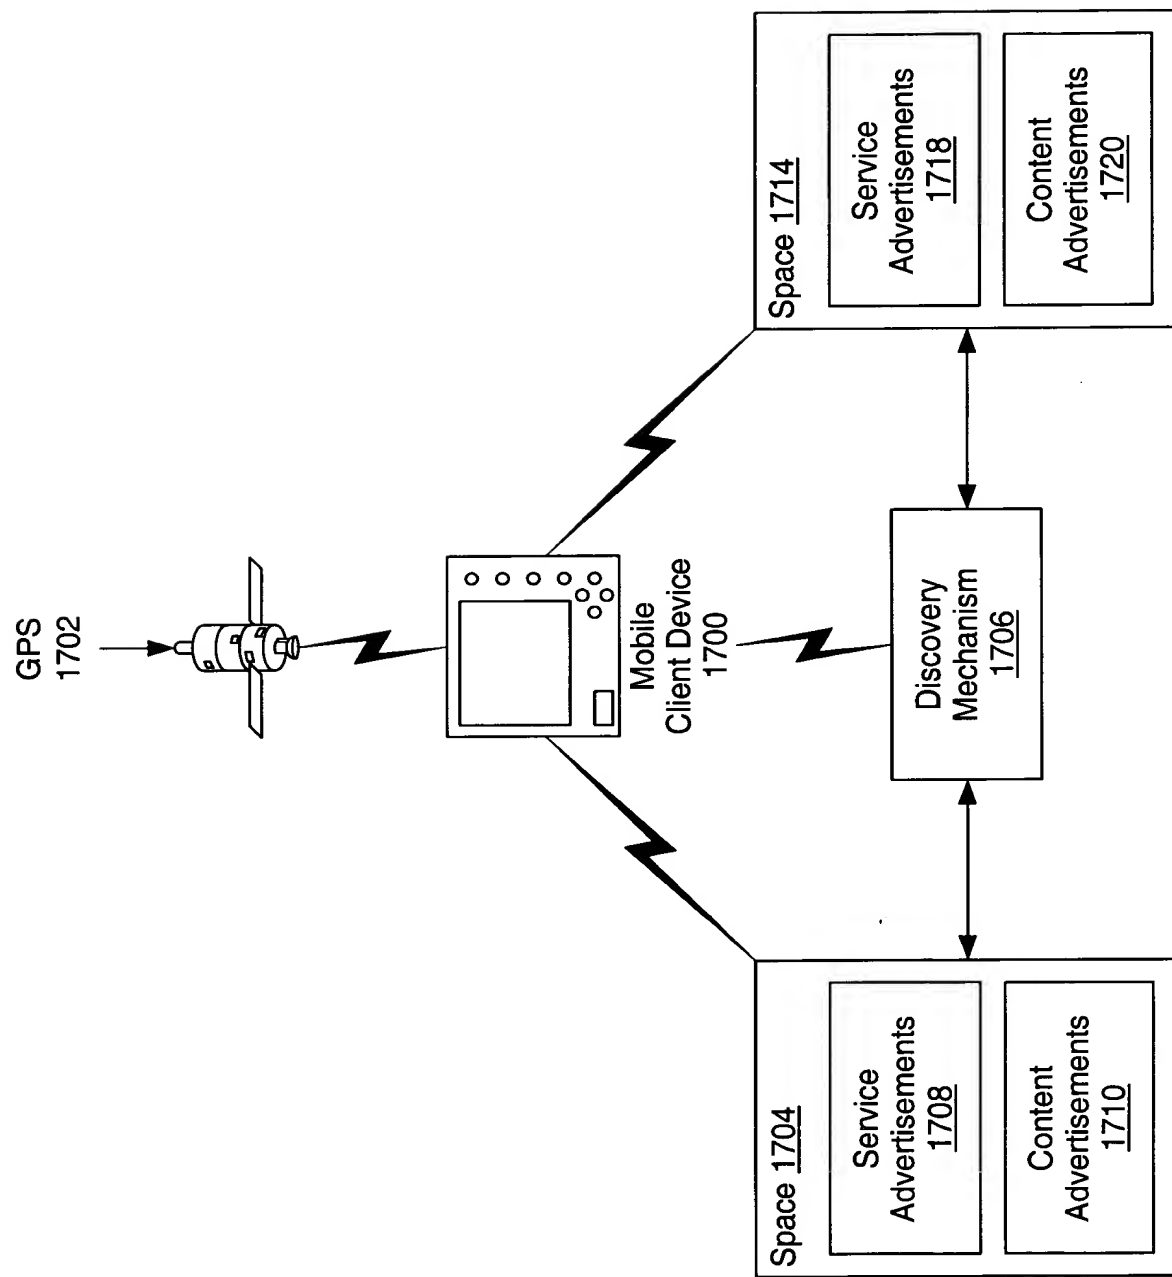 GPS
1702
Mobile
Client Device
1700
Space 1704
Service
Advertisements
1708
Content
Advertisements
1710
Discovery
Mechanism
1706
Space 1714
Service
Advertisements
1718
Content
Advertisements
1720